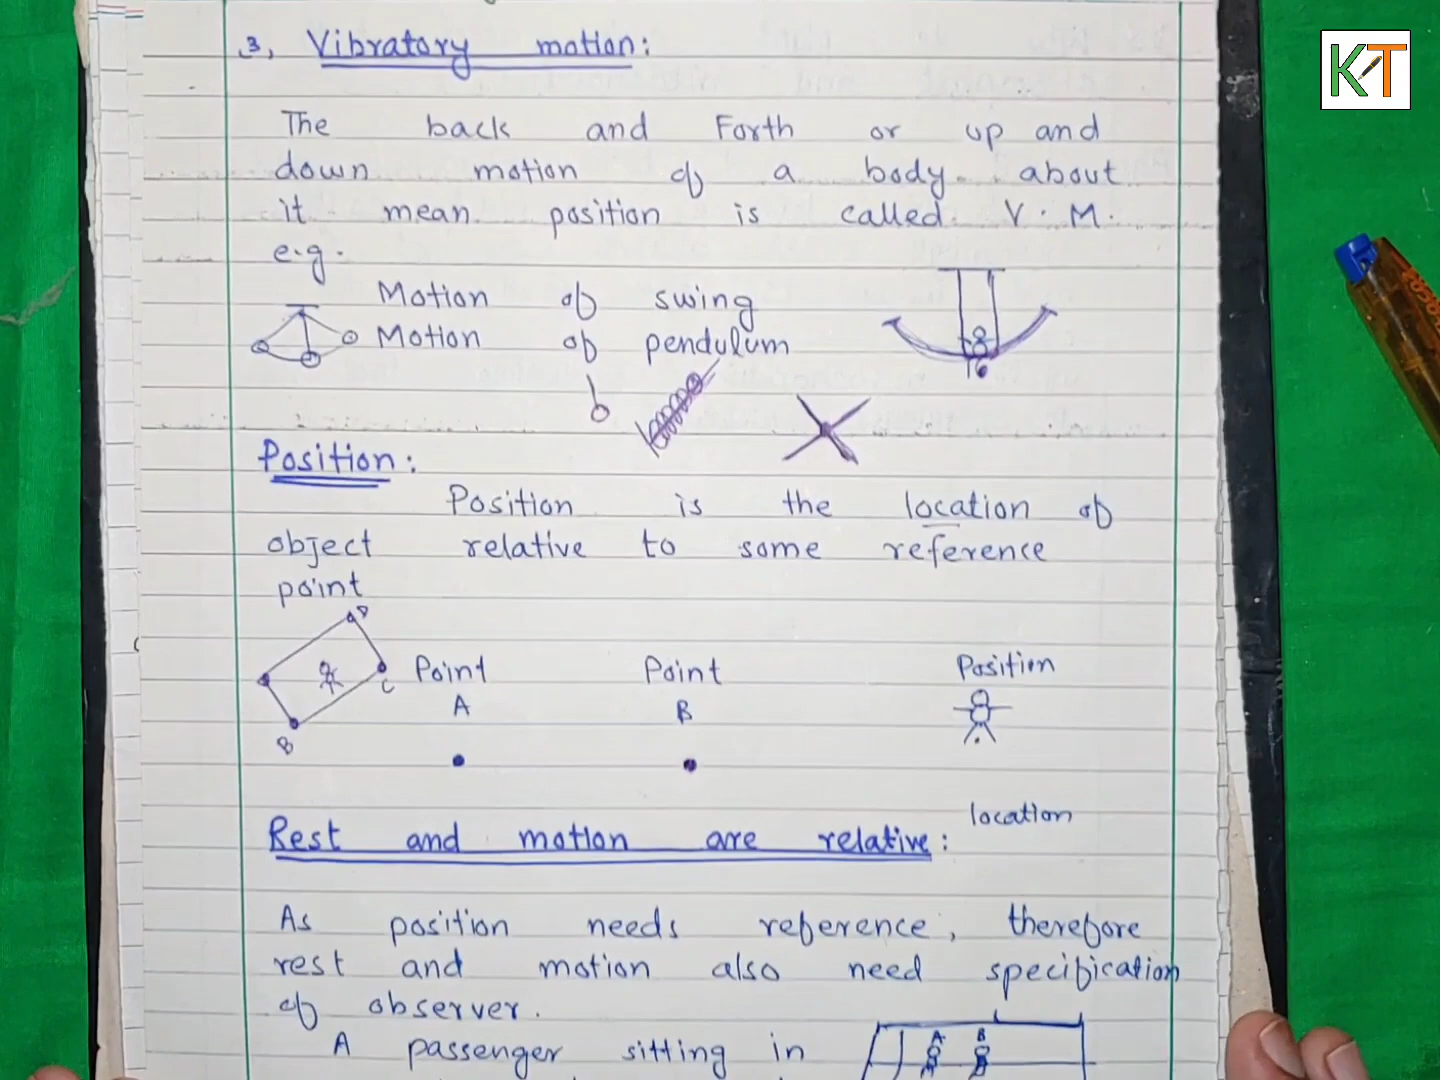 3, Vibratory motion:
KT
The back and Forth or up and
down motion of a body about
it mean position is called V.M.
e.g.
Motion of swing
Motion of pendulum
Position:
Position is the location of
object relative to some reference
point
D
C
B
Point Point Position
A B
location
Rest and motion are relative:
As position needs reference, therefore
rest and motion also need specification
of observer.
A B
A passenger sitting in